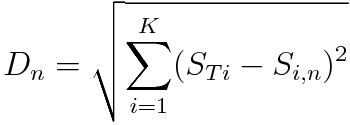 $D_n = \sqrt{\sum_{i=1}^{K} (S_{Ti} - S_{i,n})^2}$